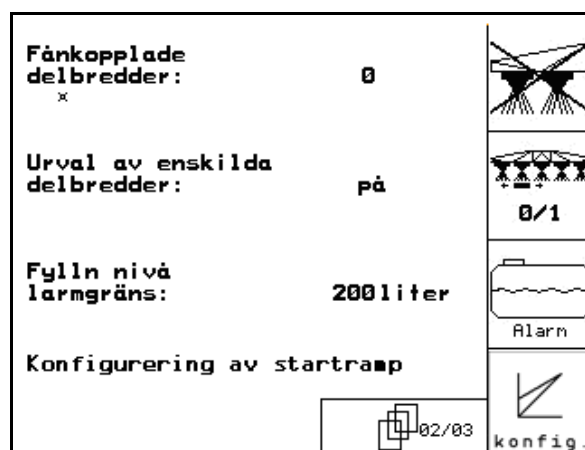 Fånkopplade
delbredder: 0
x
Urval av enskilda
delbredder: på
0/1
Fylln nivå
larmgräns: 200liter
Alarm
Konfigurering av startramp
02/03
konfig.